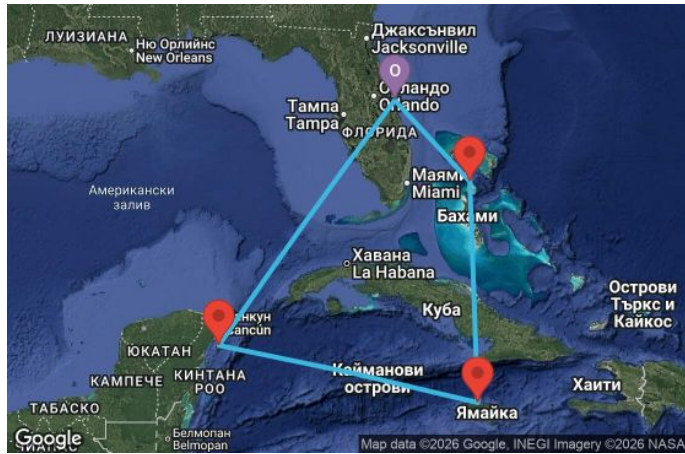 ЛУИЗИАНА
Ню Орлийнс
New Orleans
Джаксънвил
Jacksonville
O
Орландо
Orlando
Тампа
Tampa
ФЛОРИДА
Маями
Miami
Американски
залив
Бахами
Хавана
La Habana
Куба
Острови
Търкс и
Кайкос
Cancún
ЮКАТАН
КАМПЕЧЕ
КИНТАНА
РОО
Кайманови
острови
Хаити
Ямайка
ТАБАСКО
Белмопан
Belmopan
Google
Map data ©2026 Google, INEGI Imagery ©2026 NASA